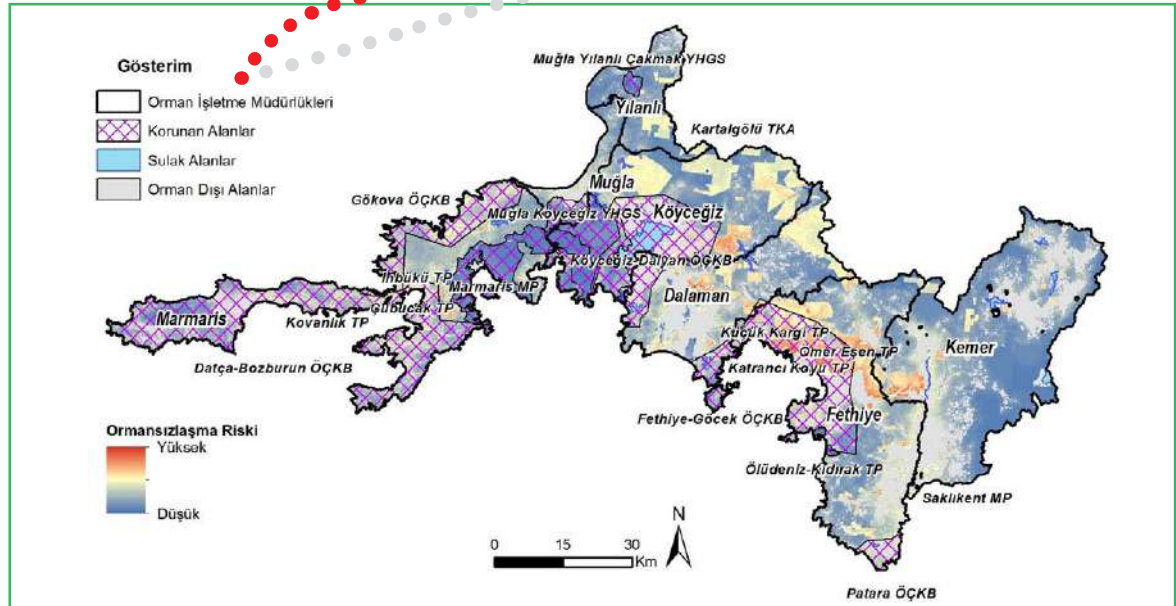 Gösterim
Orman İşletme Müdürlükleri
Korunan Alanlar
Sulak Alanlar
Orman Dışı Alanlar
Muğla Yılanlı Çakmak YHGS
Yılanlı
Kartalgölü TKA
Muğla
Gökova ÖÇKB
Muğla Köyceğiz YHGS
Köyceğiz
Köyceğiz-Dalyan ÖÇKB
İnbükü TP
Marmaris MP
Çubucak TP
Dalaman
Marmaris
Kovanlık TP
Küçük Kargı TP
Ömer Eşen TP
Kemer
Datça-Bozburun ÖÇKB
Katrancı Koyu TP
Fethiye
Fethiye-Göcek ÖÇKB
Ormansızlaşma Riski
Yüksek
Düşük
Ölüdeniz-Kıdırak TP
Saklıkent MP
N
0 15 30
Km
Patara ÖÇKB